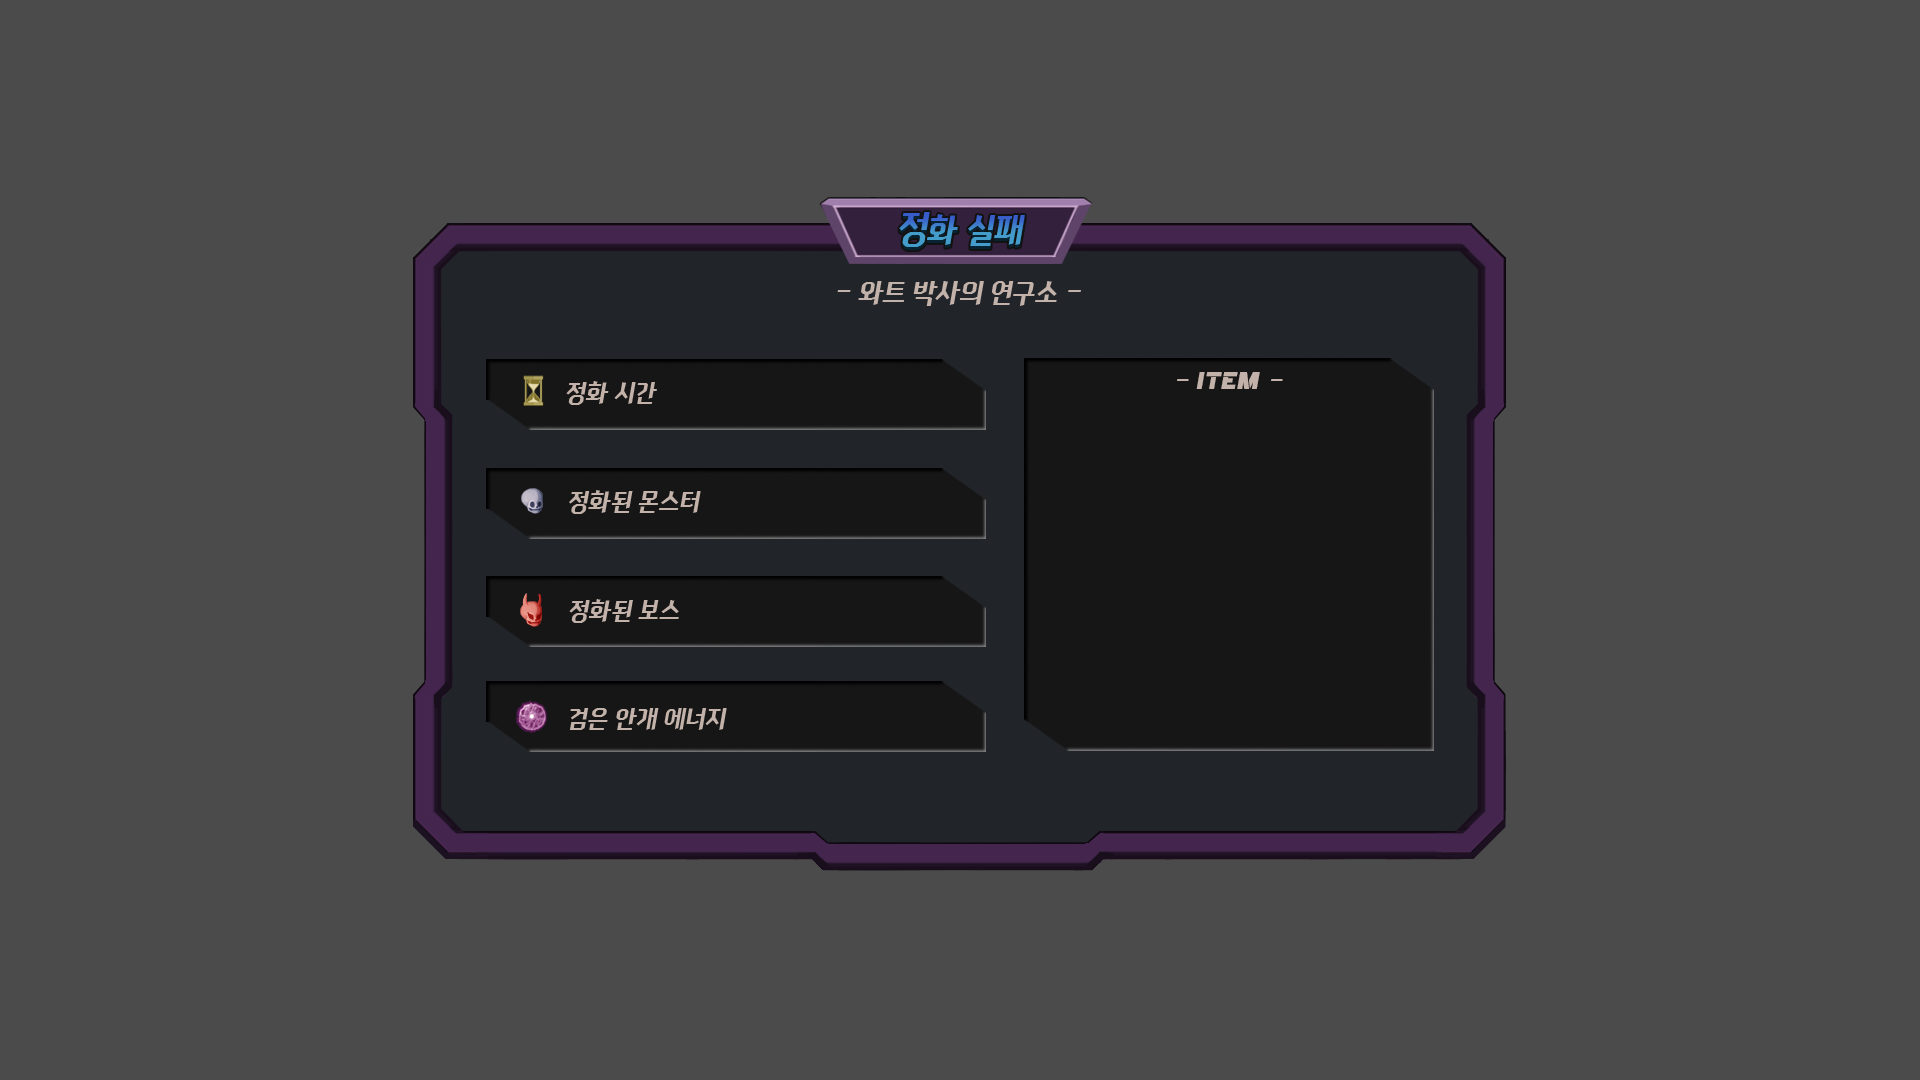 정화 실패
- 와트 박사의 연구소 -
정화 시간
정화된 몬스터
정화된 보스
검은 안개 에너지
- ITEM -